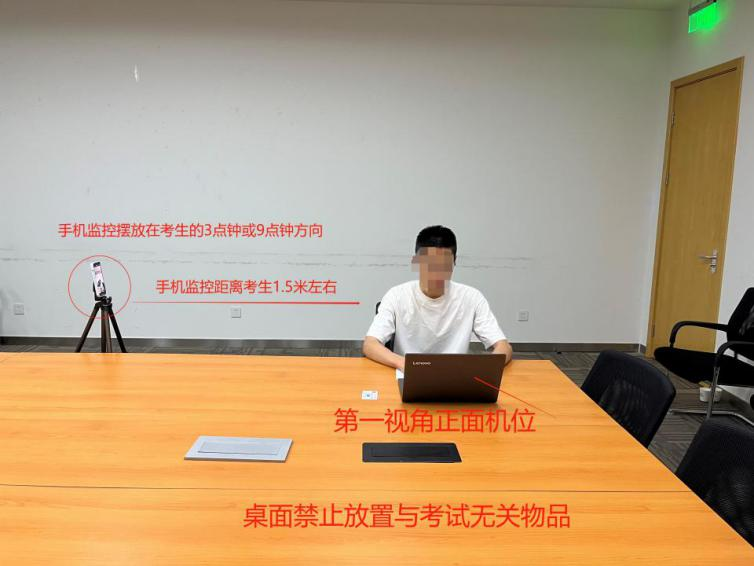 手机监控摆放在考生的3点钟或9点钟方向
手机监控距离考生1.5米左右
Lenovo
第一视角正面机位
桌面禁止放置与考试无关物品